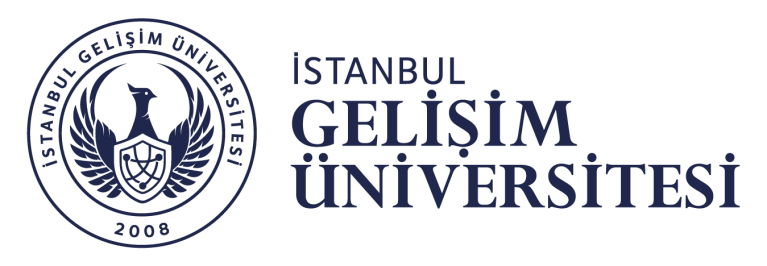 İSTANBUL GELİŞİM ÜNİVERSİTESİ
2008
İSTANBUL
GELİŞİM
ÜNİVERSİTESİ